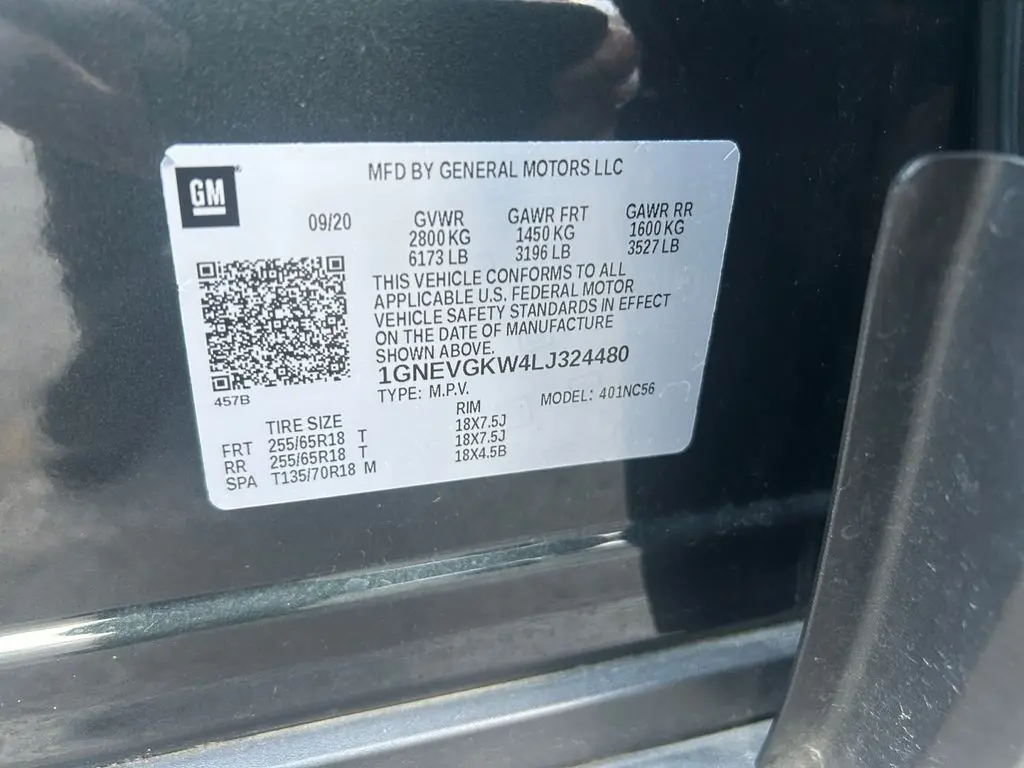 MFD BY GENERAL MOTORS LLC
GM
09/20 GVWR GAWR FRT GAWR RR
2800 KG 1450 KG 1600 KG
6173 LB 3196 LB 3527 LB
THIS VEHICLE CONFORMS TO ALL
APPLICABLE U.S. FEDERAL MOTOR
VEHICLE SAFETY STANDARDS IN EFFECT
ON THE DATE OF MANUFACTURE
SHOWN ABOVE.
1GNEVGKW4LJ324480
457B
TYPE: M.P.V. MODEL: 401NC56
TIRE SIZE RIM
FRT 255/65R18 T 18X7.5J
RR 255/65R18 T 18X7.5J
SPA T135/70R18 M 18X4.5B